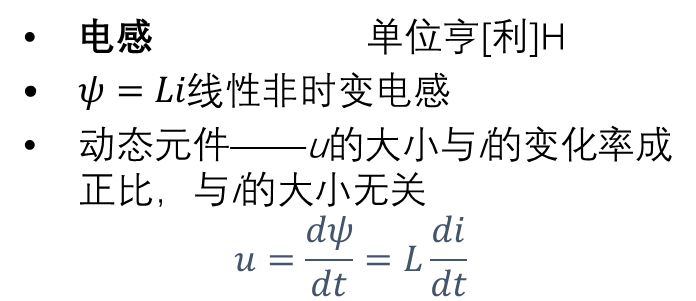 • 电感 单位亨[利]H
• ψ = Li线性非时变电感
• 动态元件——u的大小与i的变化率成
正比，与i的大小无关
u = dψ/dt = L di/dt